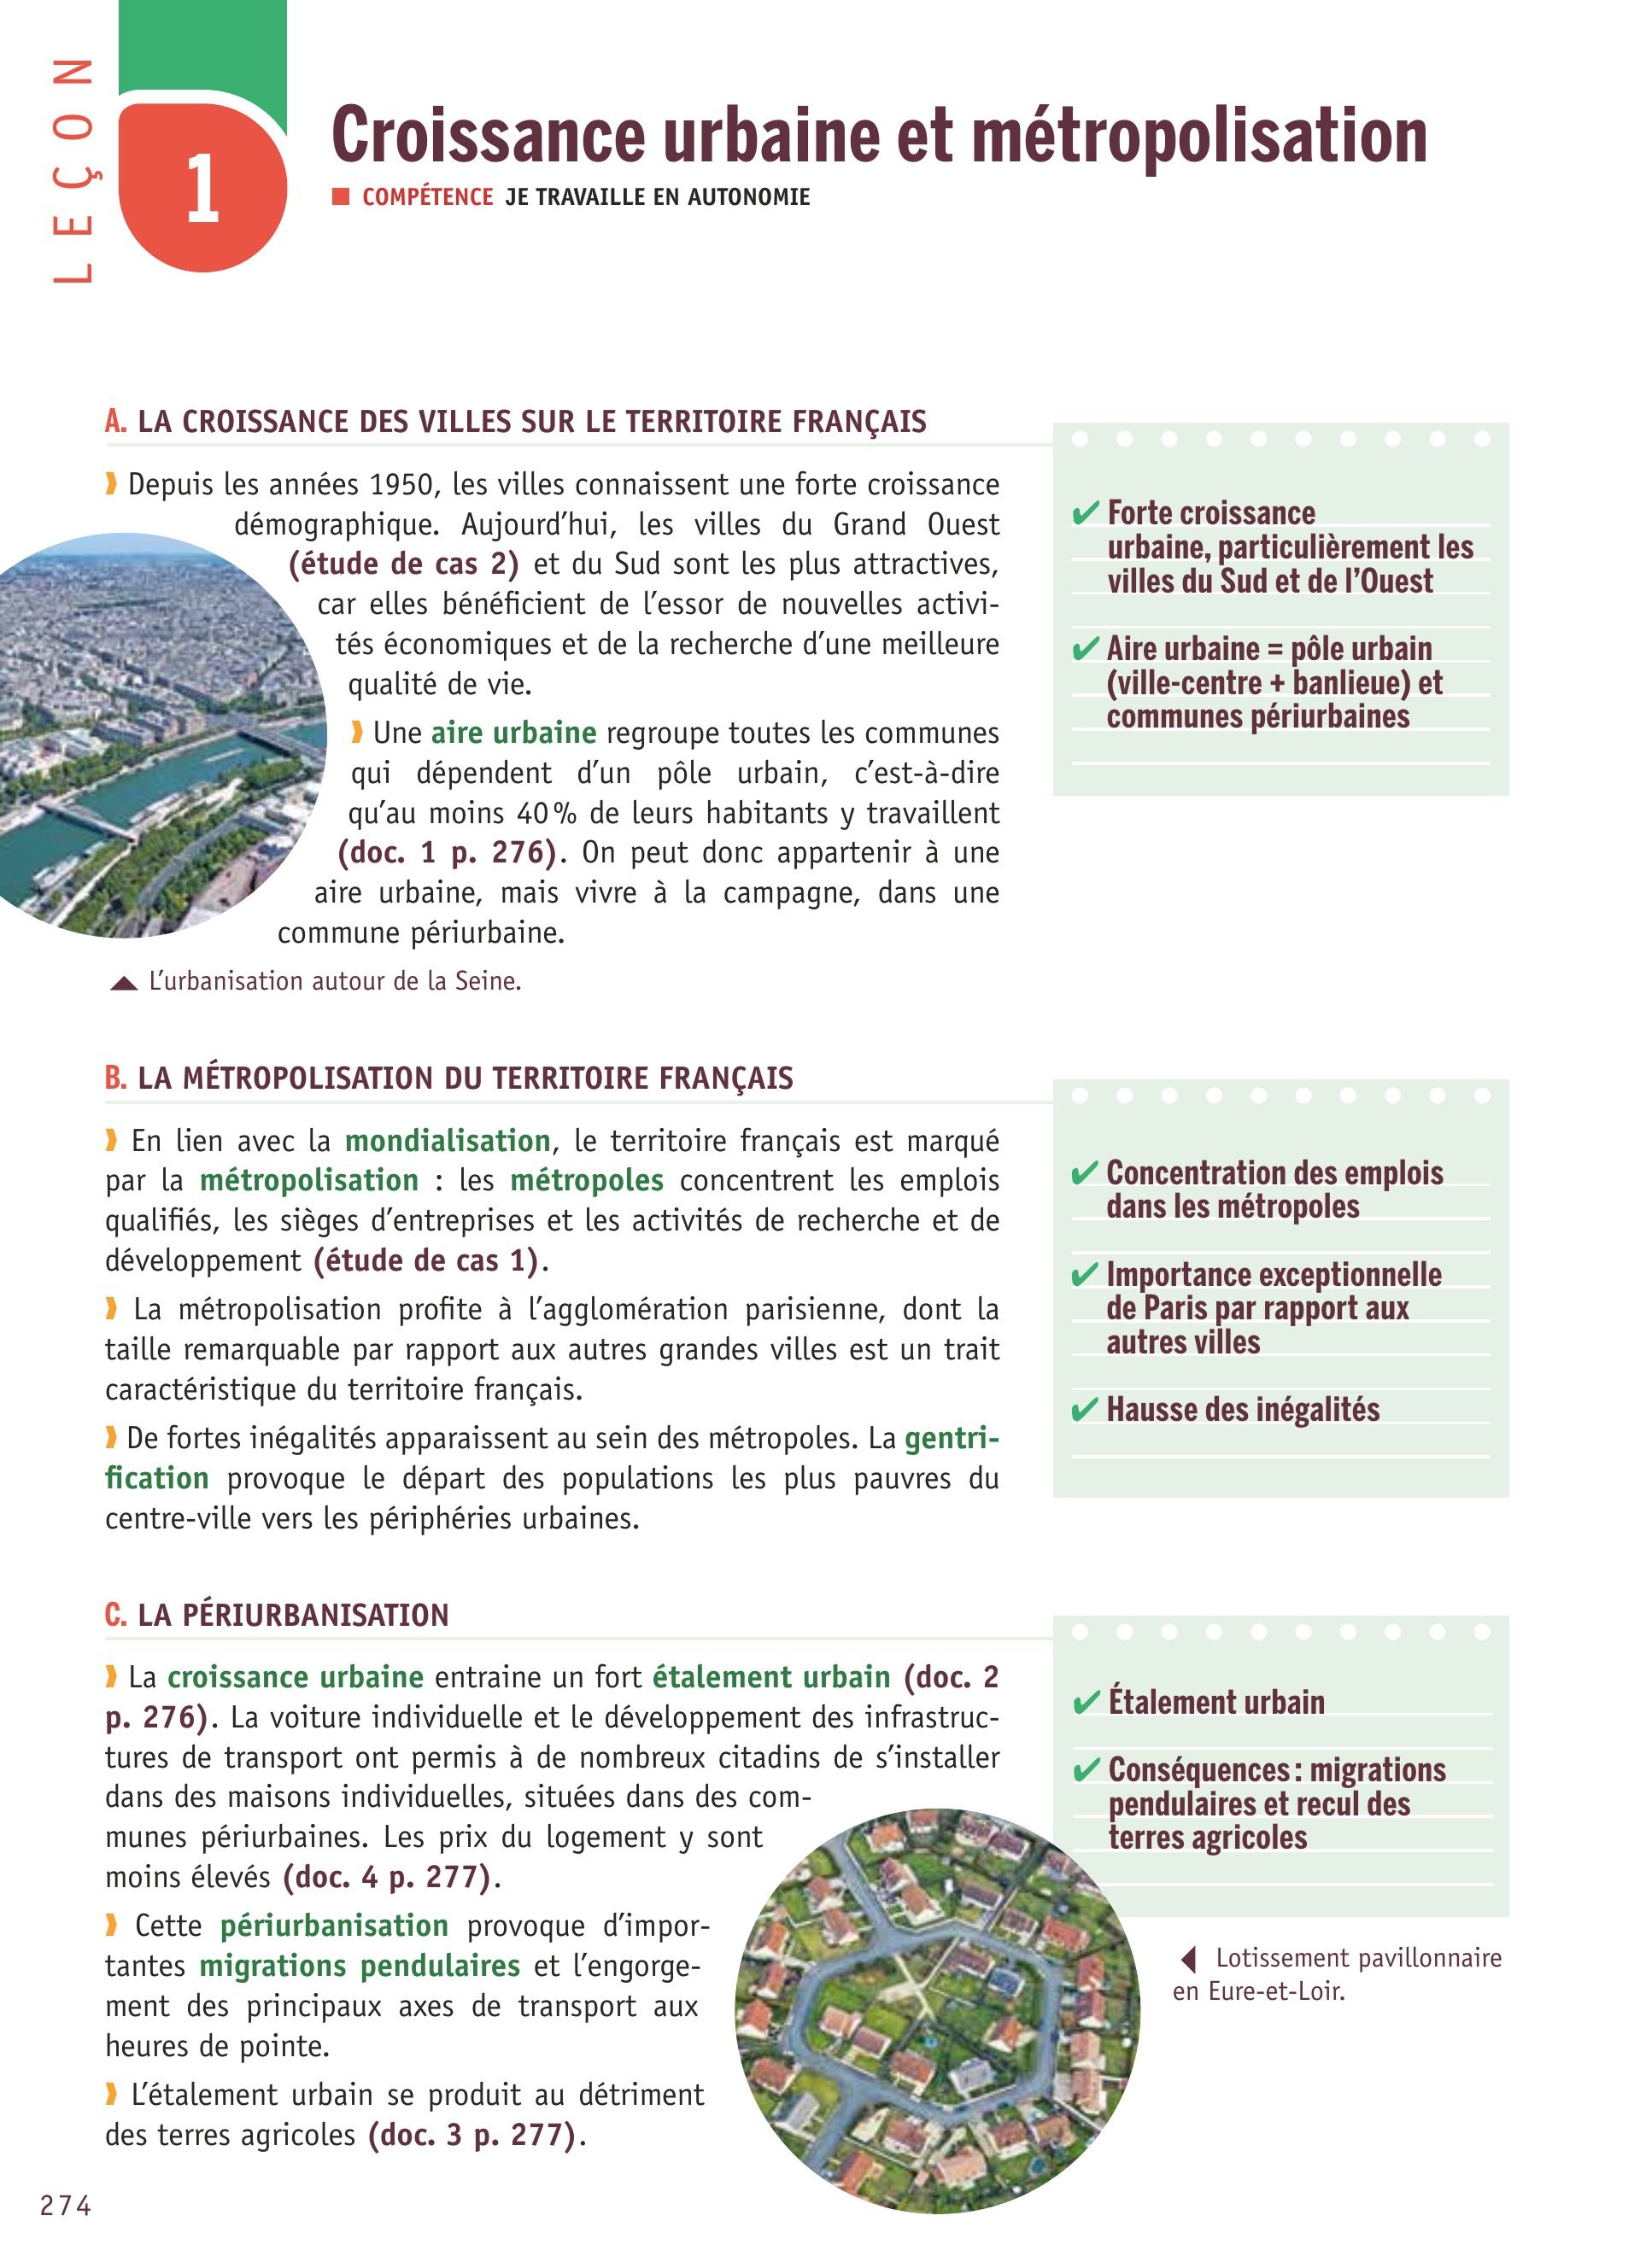 LEÇON
1
Croissance urbaine et métropolisation
COMPÉTENCE JE TRAVAILLE EN AUTONOMIE
A. LA CROISSANCE DES VILLES SUR LE TERRITOIRE FRANÇAIS
Depuis les années 1950, les villes connaissent une forte croissance
démographique. Aujourd’hui, les villes du Grand Ouest
(étude de cas 2) et du Sud sont les plus attractives,
car elles bénéficient de l’essor de nouvelles activi-
tés économiques et de la recherche d’une meilleure
qualité de vie.
Une aire urbaine regroupe toutes les communes
qui dépendent d’un pôle urbain, c’est-à-dire
qu’au moins 40 % de leurs habitants y travaillent
(doc. 1 p. 276). On peut donc appartenir à une
aire urbaine, mais vivre à la campagne, dans une
commune périurbaine.
L’urbanisation autour de la Seine.
✔ Forte croissance
urbaine, particulièrement les
villes du Sud et de l’Ouest
✔ Aire urbaine = pôle urbain
(ville-centre + banlieue) et
communes périurbaines
B. LA MÉTROPOLISATION DU TERRITOIRE FRANÇAIS
En lien avec la mondialisation, le territoire français est marqué
par la métropolisation : les métropoles concentrent les emplois
qualifiés, les sièges d’entreprises et les activités de recherche et de
développement (étude de cas 1).
La métropolisation profite à l’agglomération parisienne, dont la
taille remarquable par rapport aux autres grandes villes est un trait
caractéristique du territoire français.
De fortes inégalités apparaissent au sein des métropoles. La gentri-
fication provoque le départ des populations les plus pauvres du
centre-ville vers les périphéries urbaines.
✔ Concentration des emplois
dans les métropoles
✔ Importance exceptionnelle
de Paris par rapport aux
autres villes
✔ Hausse des inégalités
C. LA PÉRIURBANISATION
La croissance urbaine entraine un fort étalement urbain (doc. 2
p. 276). La voiture individuelle et le développement des infrastruc-
tures de transport ont permis à de nombreux citadins de s’installer
dans des maisons individuelles, situées dans des com-
munes périurbaines. Les prix du logement y sont
moins élevés (doc. 4 p. 277).
Cette périurbanisation provoque d’impor-
tantes migrations pendulaires et l’engorge-
ment des principaux axes de transport aux
heures de pointe.
L’étalement urbain se produit au détriment
des terres agricoles (doc. 3 p. 277).
✔ Étalement urbain
✔ Conséquences : migrations
pendulaires et recul des
terres agricoles
Lotissement pavillonnaire
en Eure-et-Loir.
274